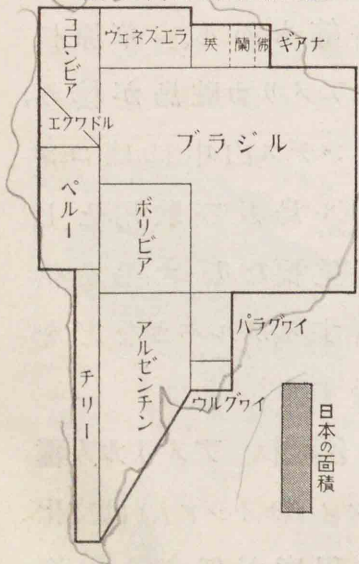 コロンビア
ヴェネズエラ
英
蘭
佛
ギアナ
エクワドル
ブラジル
ペルー
ボリビア
パラグワイ
アルゼンチン
チリー
ウルグワイ
日本の面積